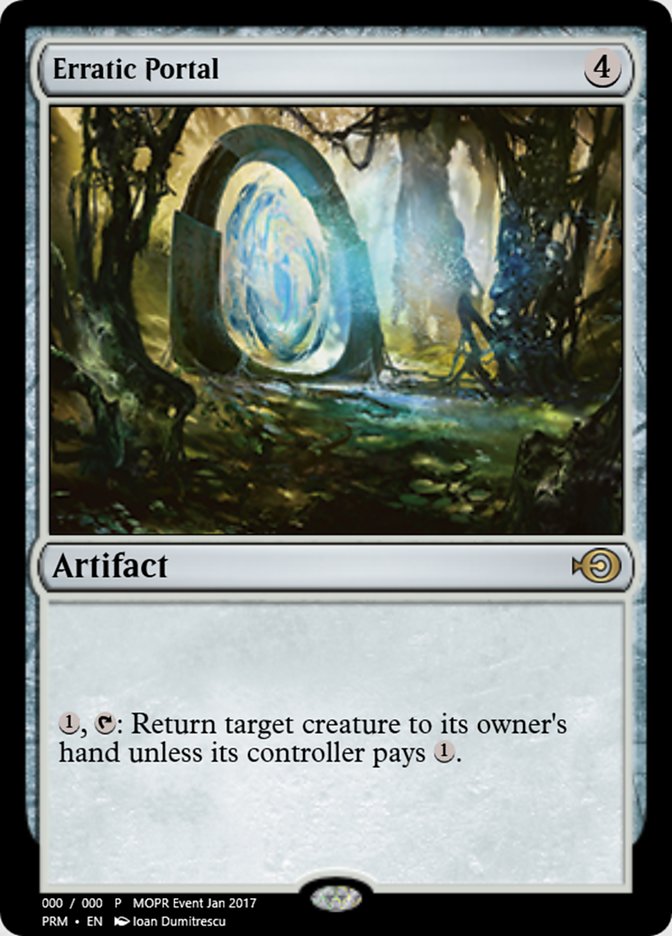 Erratic Portal 4
Artifact
1, T: Return target creature to its owner's
hand unless its controller pays 1.
000 / 000 P MOPR Event Jan 2017
PRM • EN Ioan Dumitrescu